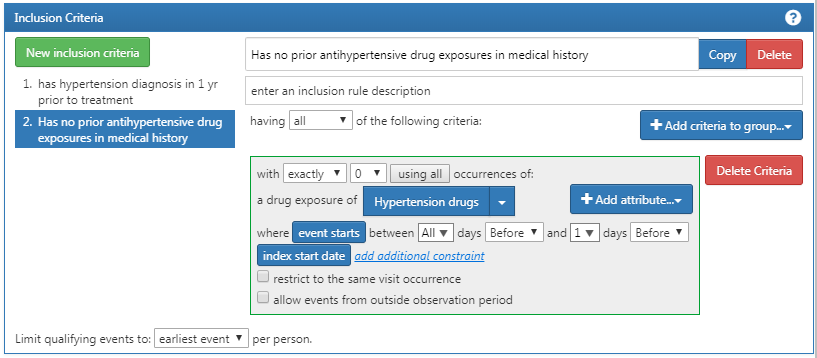 Inclusion Criteria
?
New inclusion criteria
1. has hypertension diagnosis in 1 yr
prior to treatment
2. Has no prior antihypertensive drug
exposures in medical history
Has no prior antihypertensive drug exposures in medical history
Copy
Delete
enter an inclusion rule description
having all of the following criteria:
Add criteria to group...
with exactly 0 using all occurrences of:
Delete Criteria
a drug exposure of Hypertension drugs
Add attribute...
where event starts between All days Before and 1 days Before
index start date add additional constraint
restrict to the same visit occurrence
allow events from outside observation period
Limit qualifying events to: earliest event per person.